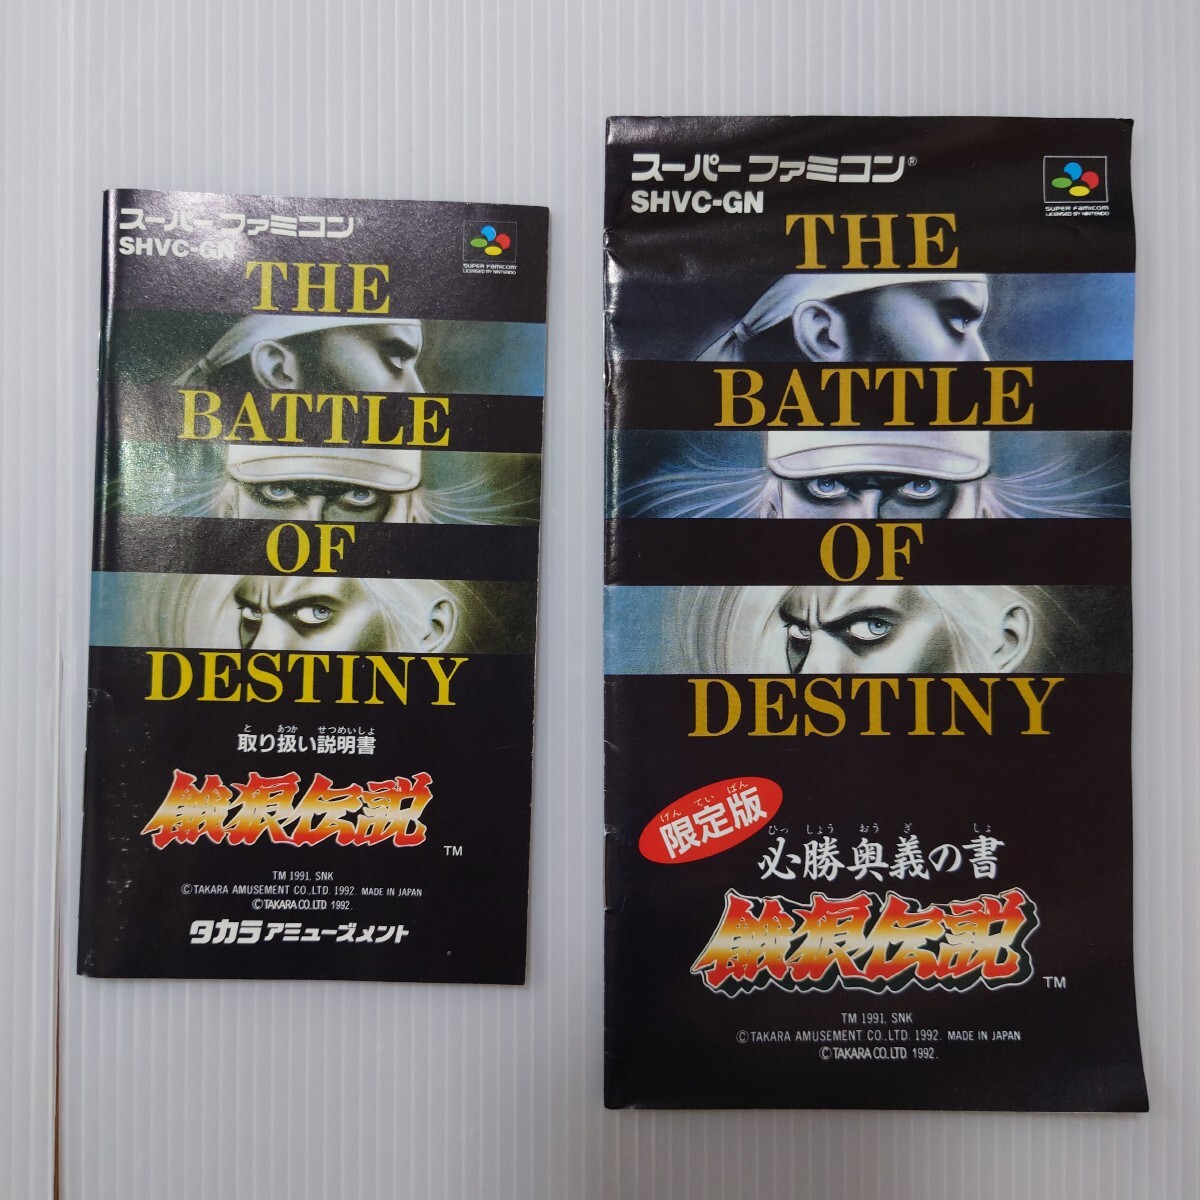 スーパーファミコン
SHVC-GN
SUPER FAMICOM
LICENSED BY NINTENDO
THE
BATTLE
OF
DESTINY
と あつか せつめいしょ
取り扱い説明書
餓狼伝説
TM
TM 1991, SNK
©TAKARA AMUSEMENT CO.,LTD. 1992. MADE IN JAPAN
©TAKARA CO.LTD 1992.
タカラアミューズメント
スーパーファミコン®
SHVC-GN
SUPER FAMICOM
LICENSED BY NINTENDO
THE
BATTLE
OF
DESTINY
げん てい ばん
限定版
ひっ しょう おう ぎ しょ
必勝奥義の書
餓狼伝説
TM
TM 1991, SNK
©TAKARA AMUSEMENT CO.,LTD. 1992. MADE IN JAPAN
©TAKARA CO.LTD 1992.